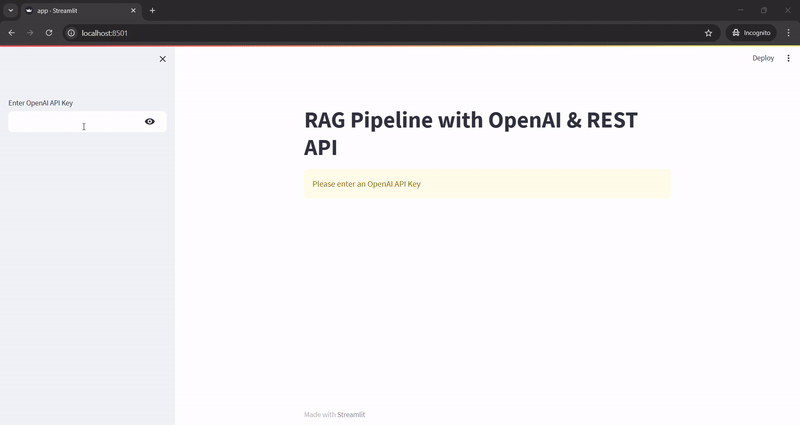 app · Streamlit
localhost:8501
Incognito
Deploy
Enter OpenAI API Key
RAG Pipeline with OpenAI & REST
API
Please enter an OpenAI API Key
Made with Streamlit